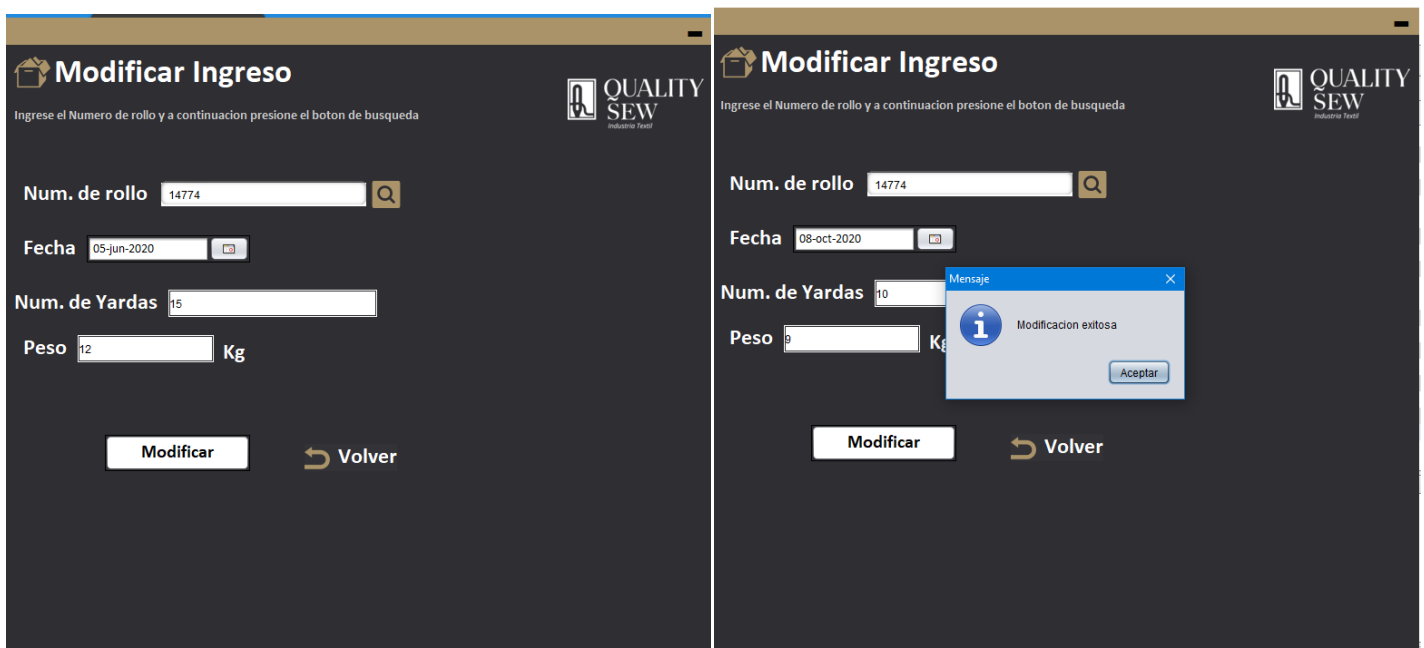 Modificar Ingreso
QUALITY
SEW
Industria Textil
Ingrese el Numero de rollo y a continuacion presione el boton de busqueda
Num. de rollo 14774
Fecha 05-jun-2020
Num. de Yardas 15
Peso 12 Kg
Modificar Volver
Modificar Ingreso
QUALITY
SEW
Industria Textil
Ingrese el Numero de rollo y a continuacion presione el boton de busqueda
Num. de rollo 14774
Fecha 08-oct-2020
Num. de Yardas 10
Peso 9 Kg
Mensaje
Modificacion exitosa
Aceptar
Modificar Volver